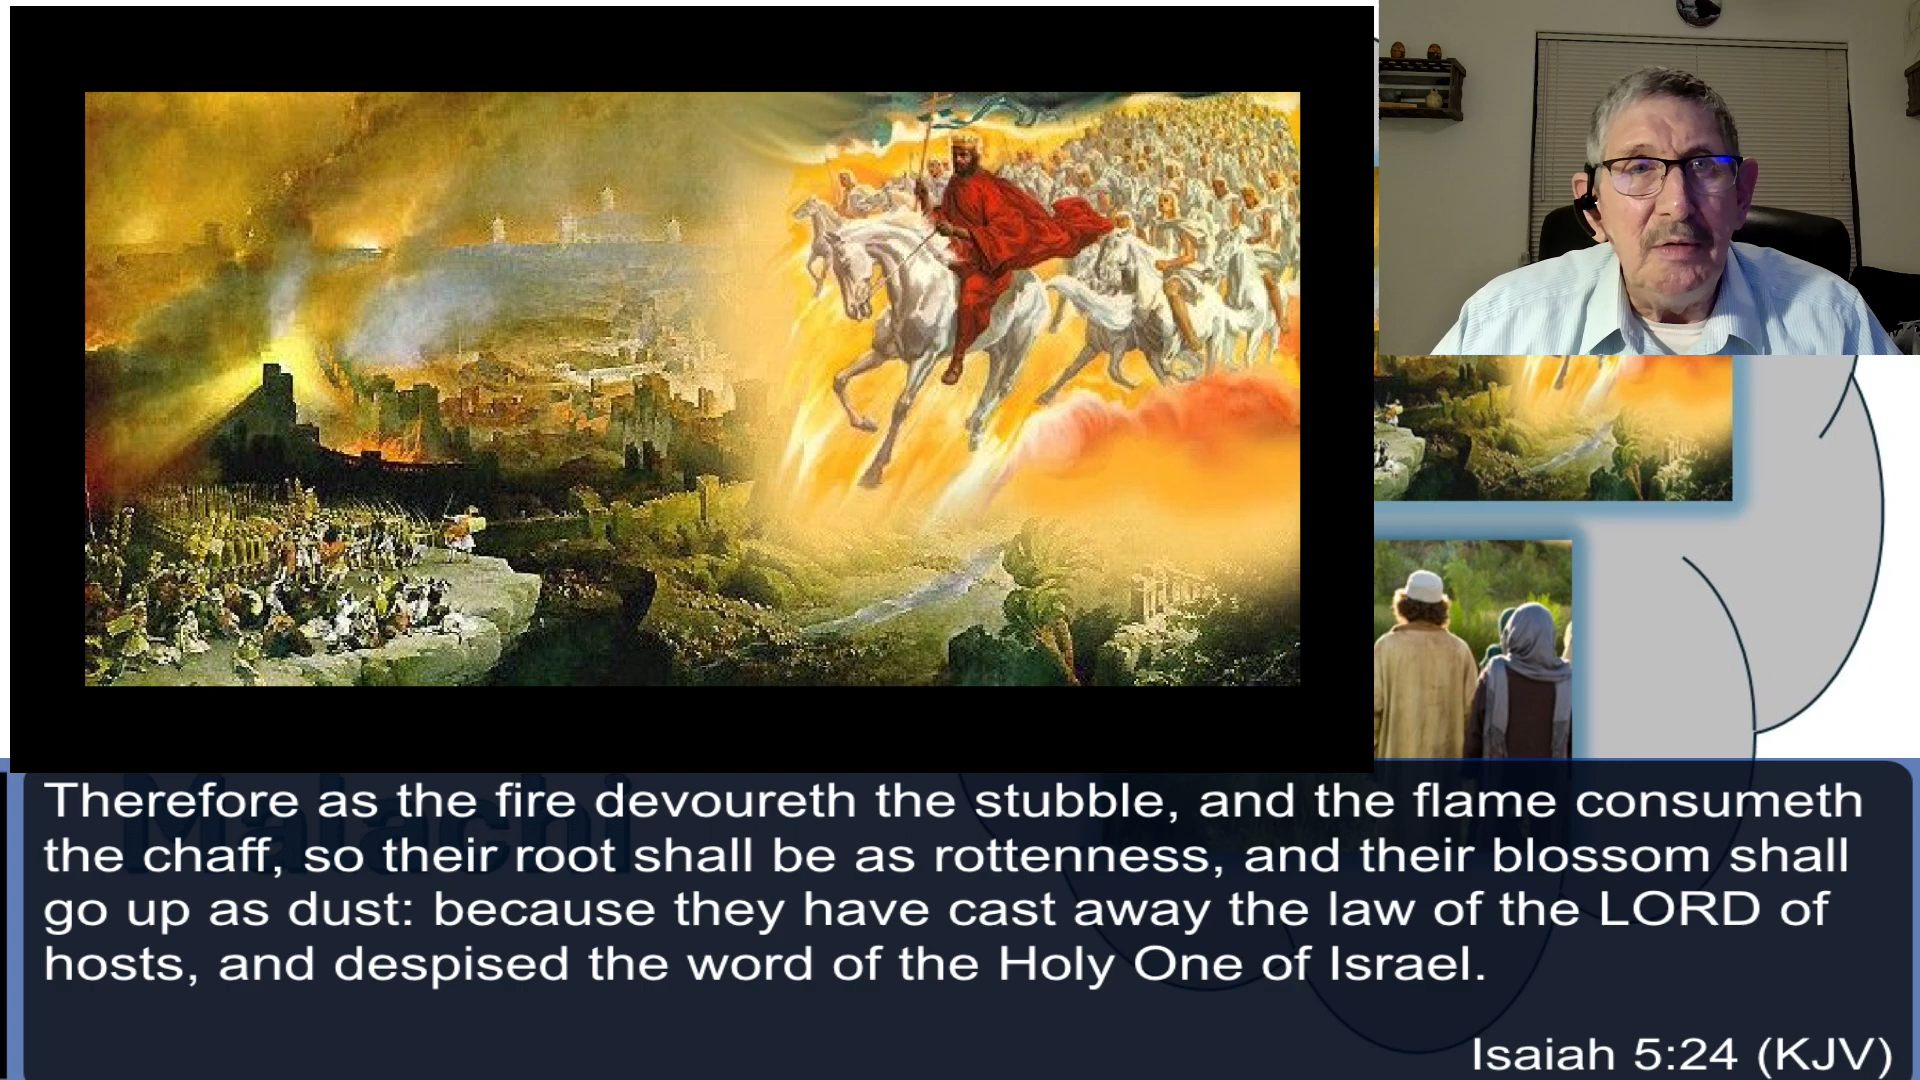 Therefore as the fire devoureth the stubble, and the flame consumeth
the chaff, so their root shall be as rottenness, and their blossom shall
go up as dust: because they have cast away the law of the LORD of
hosts, and despised the word of the Holy One of Israel.
Isaiah 5:24 (KJV)
Malachi